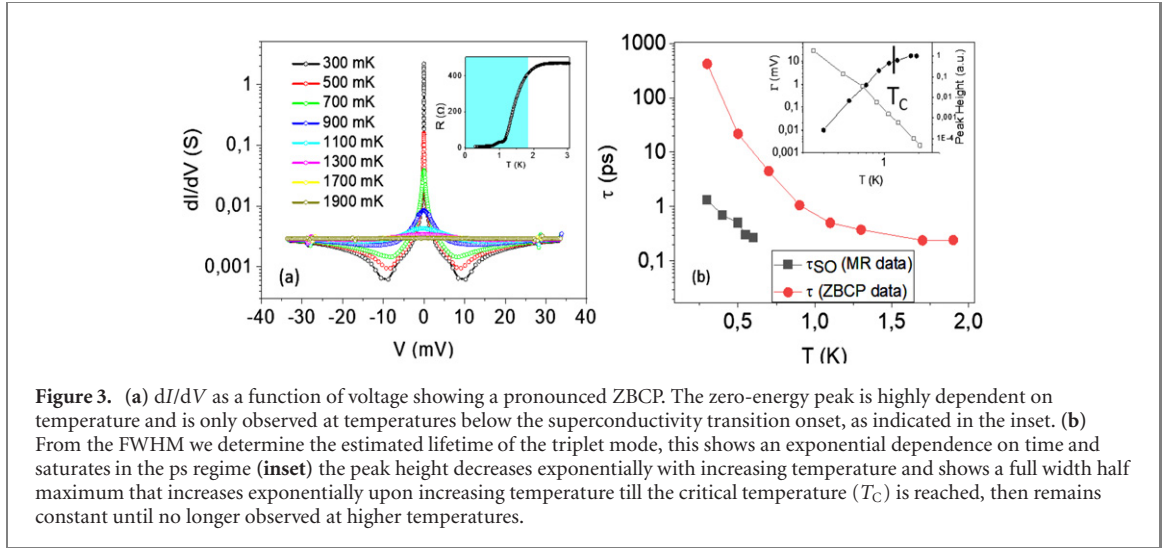 dI/dV (S)
1
0,1
0,01
0,001
300 mK
500 mK
700 mK
900 mK
1100 mK
1300 mK
1700 mK
1900 mK
R (Ω)
400
200
0
0 1 2 3
T (K)
(a)
-40 -30 -20 -10 0 10 20 30 40
V (mV)
τ (ps)
1000
100
10
1
0,1
Γ (mV)
10
1
0,1
0,01
0,001
T_C
1
0,1
0,01
0,001
1E-4
Peak Height (a.u.)
1
T (K)
τ_SO (MR data)
τ (ZBCP data)
(b)
0,5 1,0 1,5 2,0
T (K)
Figure 3. (a) dI/dV as a function of voltage showing a pronounced ZBCP. The zero-energy peak is highly dependent on
temperature and is only observed at temperatures below the superconductivity transition onset, as indicated in the inset. (b)
From the FWHM we determine the estimated lifetime of the triplet mode, this shows an exponential dependence on time and
saturates in the ps regime (inset) the peak height decreases exponentially with increasing temperature and shows a full width half
maximum that increases exponentially upon increasing temperature till the critical temperature (T_C) is reached, then remains
constant until no longer observed at higher temperatures.